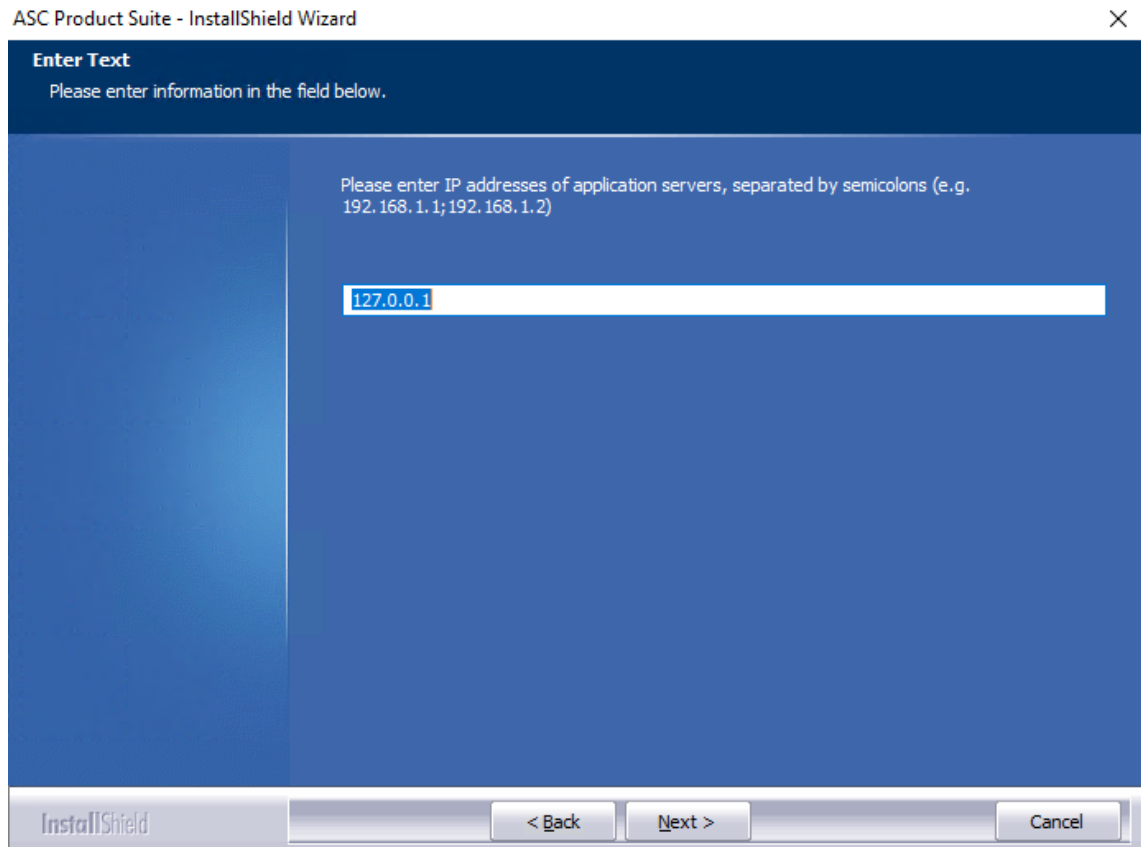 ASC Product Suite - InstallShield Wizard
Enter Text
Please enter information in the field below.
Please enter IP addresses of application servers, separated by semicolons (e.g.
192.168.1.1;192.168.1.2)
127.0.0.1
InstallShield
< Back
Next >
Cancel